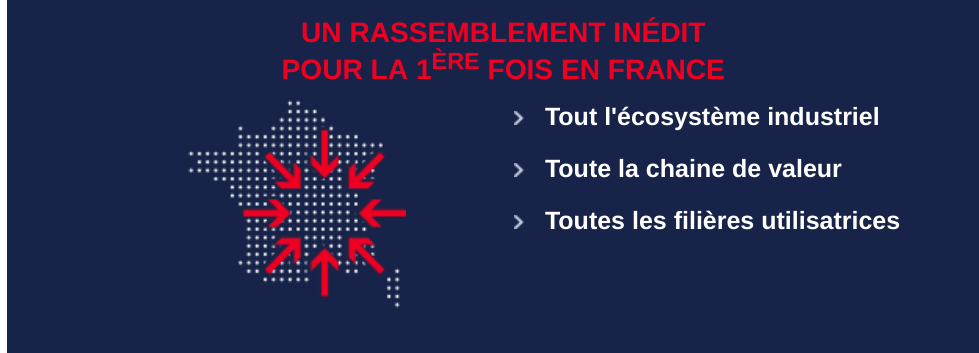 UN RASSEMBLEMENT INÉDIT
POUR LA 1ÈRE FOIS EN FRANCE
Tout l'écosystème industriel
Toute la chaine de valeur
Toutes les filières utilisatrices